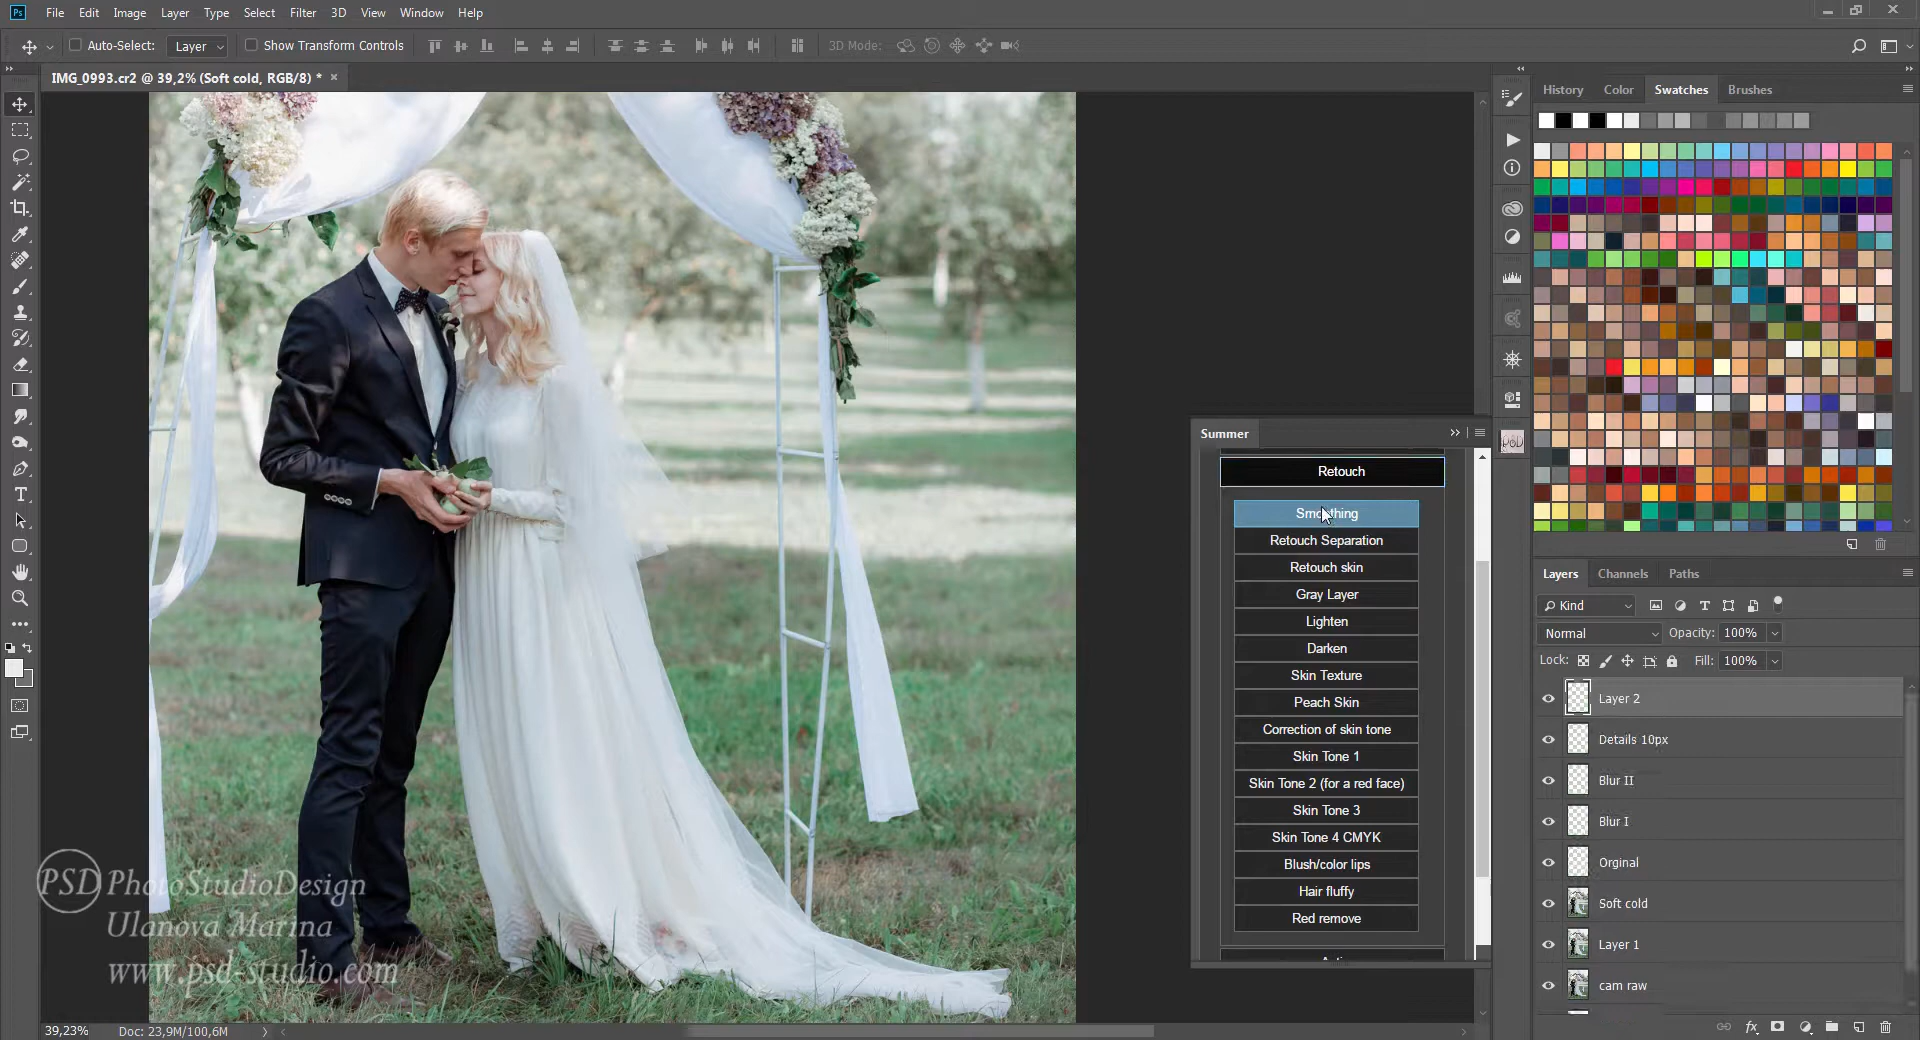 Ps File Edit Image Layer Type Select Filter 3D View Window Help
Auto-Select: Layer Show Transform Controls 3D Mode:
IMG_0993.cr2 @ 39,2% (Soft cold, RGB/8) * ×
History Color Swatches Brushes
Summer
Retouch
Smoothing
Retouch Separation
Retouch skin
Gray Layer
Lighten
Darken
Skin Texture
Peach Skin
Correction of skin tone
Skin Tone 1
Skin Tone 2 (for a red face)
Skin Tone 3
Skin Tone 4 CMYK
Blush/color lips
Hair fluffy
Red remove
Layers Channels Paths
Kind
Normal Opacity: 100%
Lock: Fill: 100%
Layer 2
Details 10px
Blur II
Blur I
Orginal
Soft cold
Layer 1
cam raw
fx
PSD PhotoStudioDesign
Ulanova Marina
www.psd-studio.com
39,23% Doc: 23,9M/100,6M